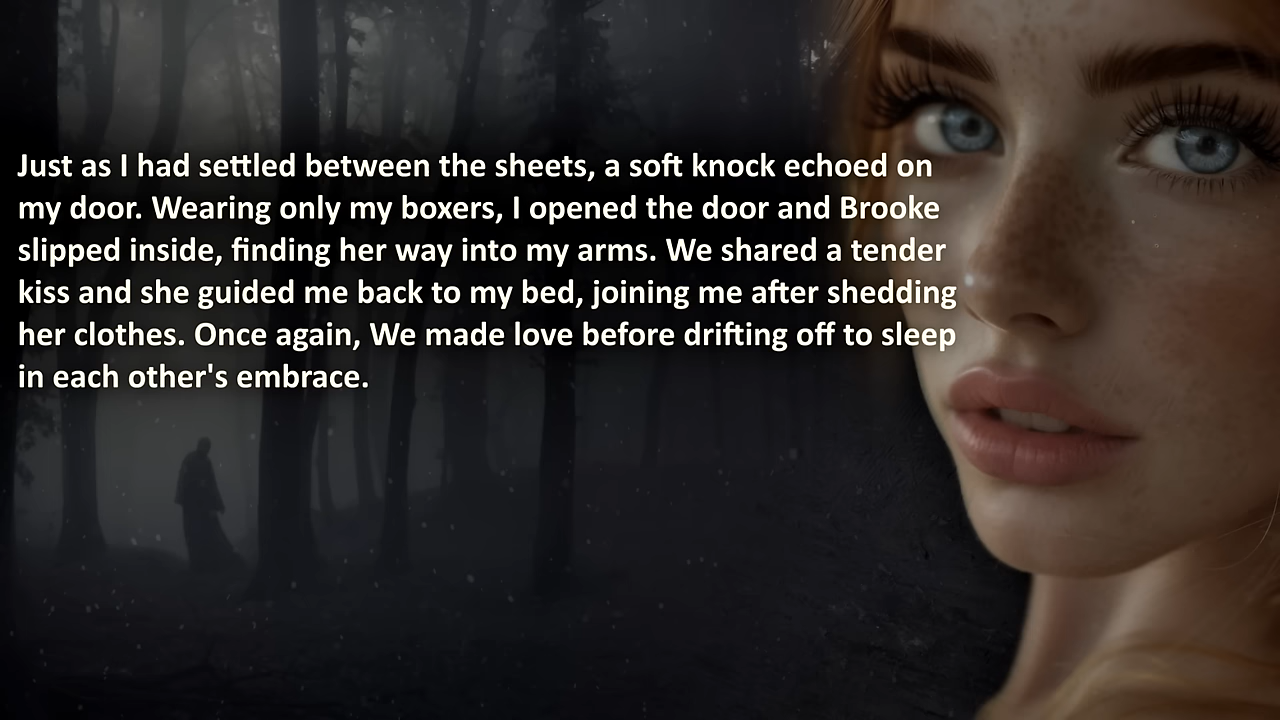 Just as I had settled between the sheets, a soft knock echoed on
my door. Wearing only my boxers, I opened the door and Brooke
slipped inside, finding her way into my arms. We shared a tender
kiss and she guided me back to my bed, joining me after shedding
her clothes. Once again, We made love before drifting off to sleep
in each other's embrace.